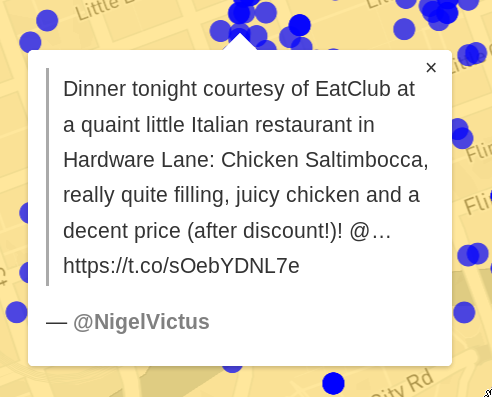 Little B
Li
×
Dinner tonight courtesy of EatClub at
a quaint little Italian restaurant in
Hardware Lane: Chicken Saltimbocca,
really quite filling, juicy chicken and a
decent price (after discount!)! @…
https://t.co/sOebYDNL7e
— @NigelVictus
Flin
Fli
City Rd